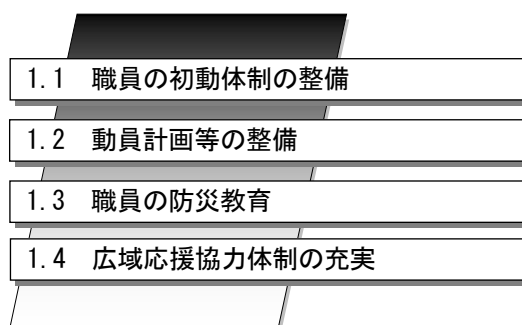 1.1 職員の初動体制の整備
1.2 動員計画等の整備
1.3 職員の防災教育
1.4 広域応援協力体制の充実